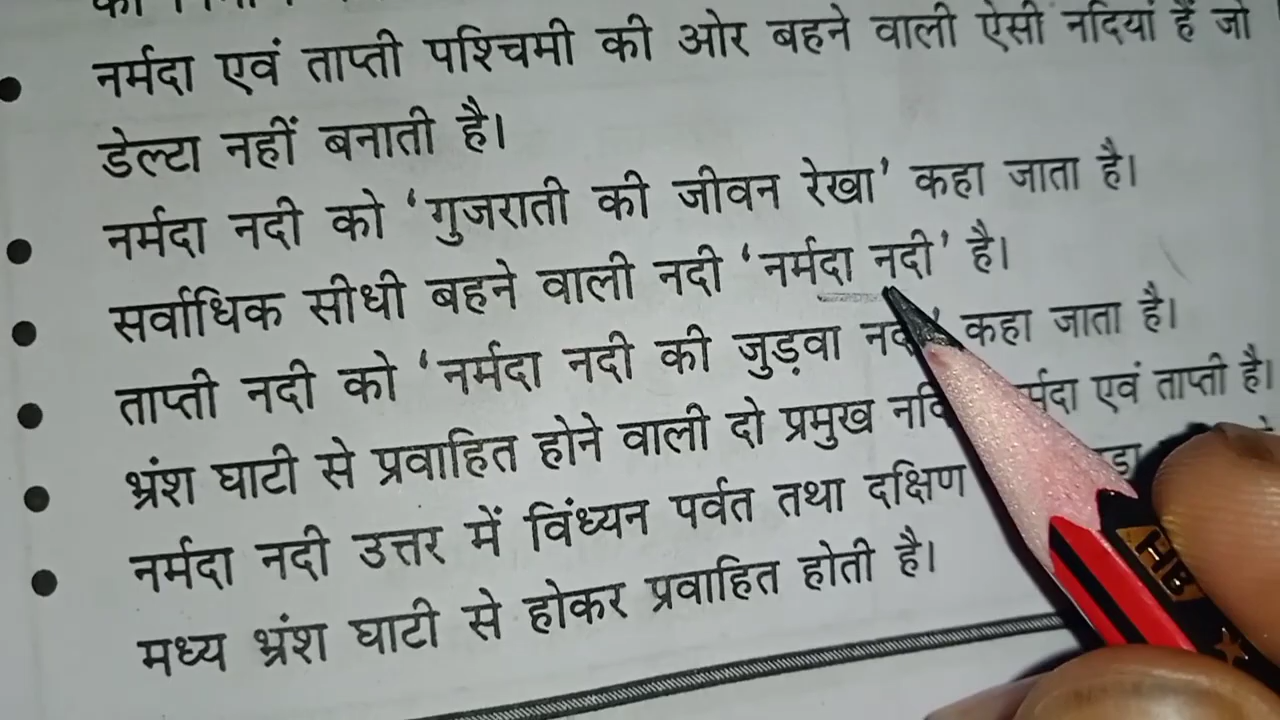 नर्मदा एवं ताप्ती पश्चिमी की ओर बहने वाली ऐसी नदियां हैं जो
डेल्टा नहीं बनाती है।
नर्मदा नदी को ‘गुजराती की जीवन रेखा’ कहा जाता है।
सर्वाधिक सीधी बहने वाली नदी ‘नर्मदा नदी’ है।
ताप्ती नदी को ‘नर्मदा नदी की जुड़वा कहा जाता है।
भ्रंश घाटी से प्रवाहित होने वाली दो प्रमुख एवं ताप्ती है।
नर्मदा नदी उत्तर में विंध्यन पर्वत तथा दक्षिण
मध्य भ्रंश घाटी से होकर प्रवाहित होती है।
HB